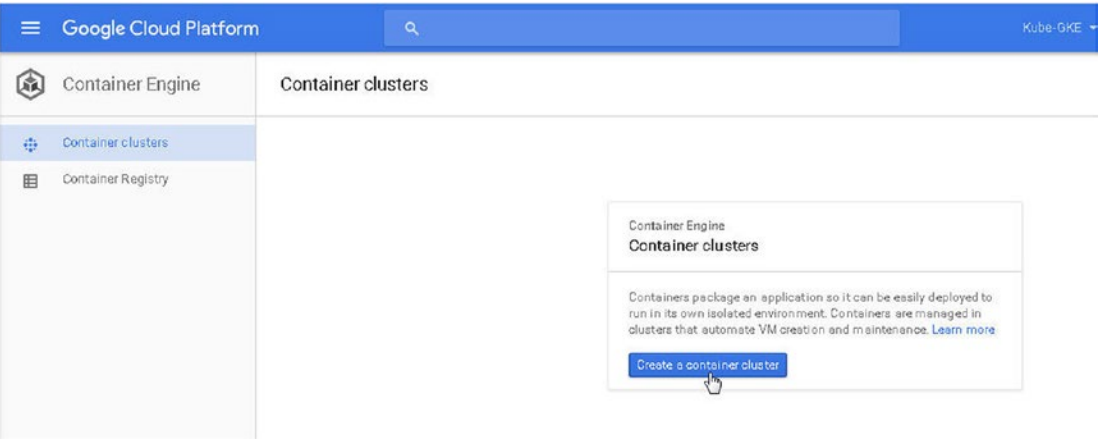 Google Cloud Platform
Kube-GKE
Container Engine
Container clusters
Container clusters
Container Registry
Container Engine
Container clusters
Containers package an application so it can be easily deployed to
run in its own isolated environment. Containers are managed in
clusters that automate VM creation and maintenance. Learn more
Create a container cluster